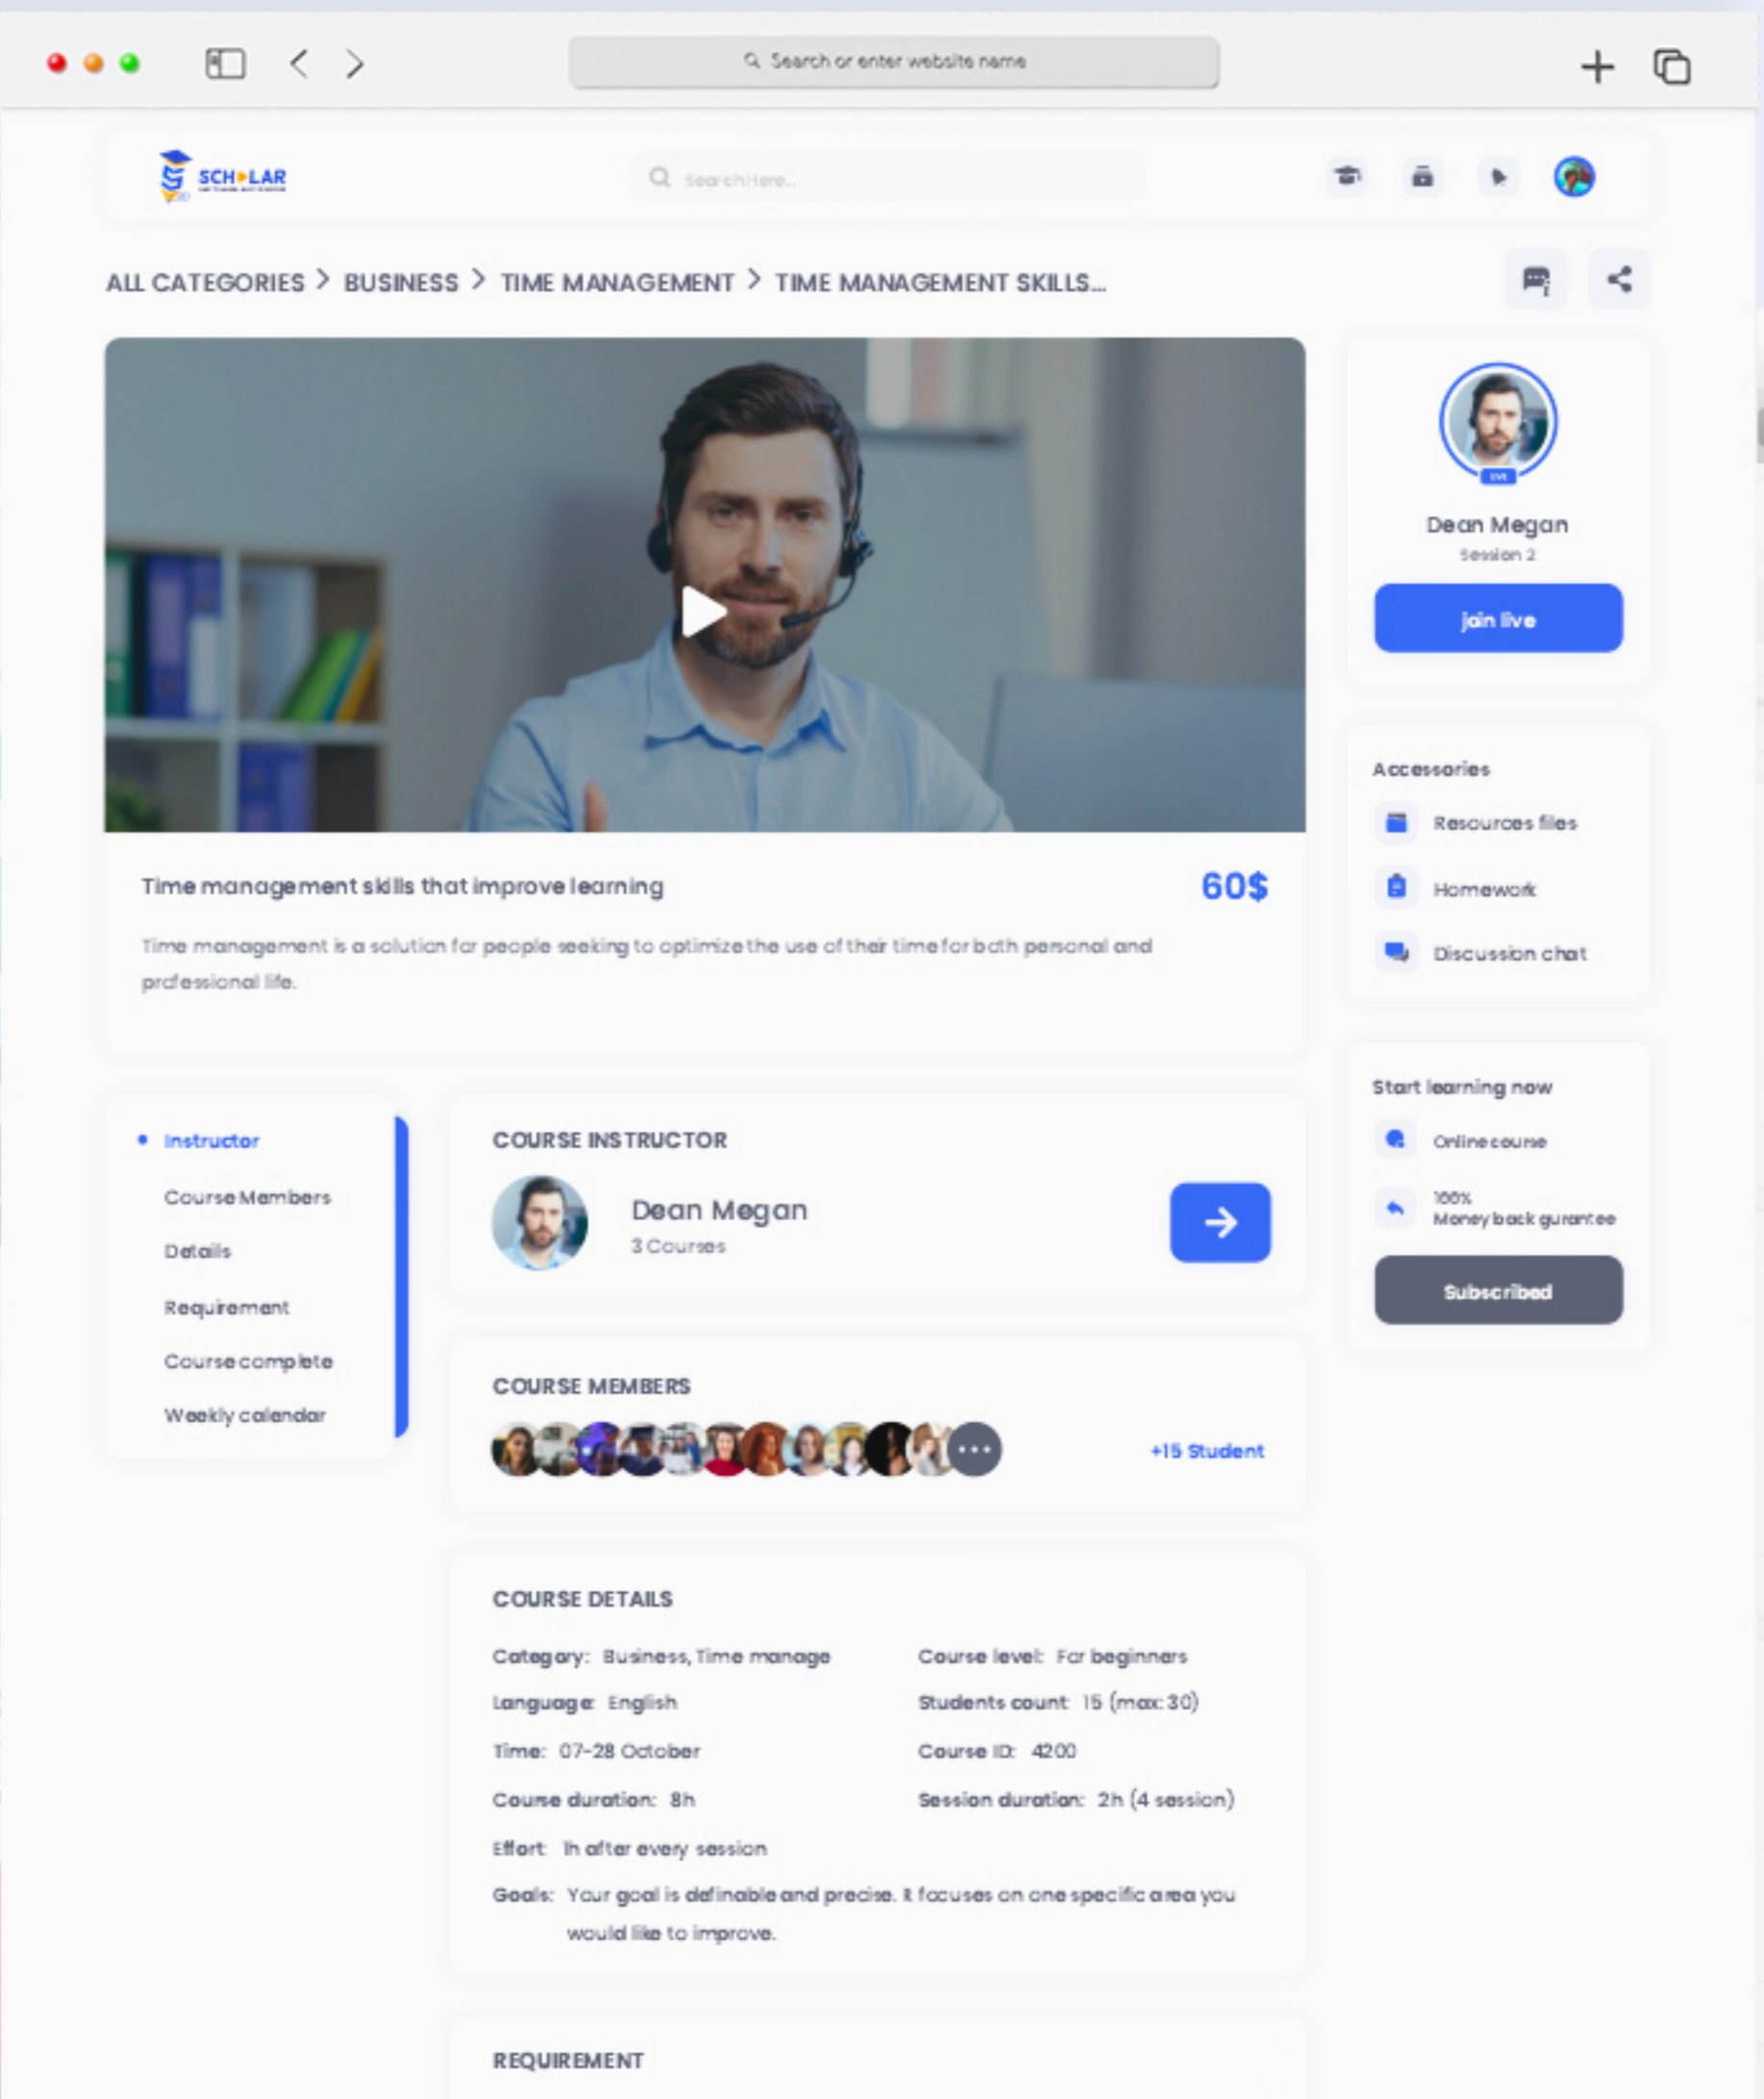 Search or enter website name
SCHOLAR
Search Here..
ALL CATEGORIES > BUSINESS > TIME MANAGEMENT > TIME MANAGEMENT SKILLS...
LIVE
Dean Megan
Session 2
join live
Accessories
Resources files
Homework
Discussion chat
Time management skills that improve learning
60$
Time management is a solution for people seeking to optimize the use of their time for both personal and
professional life.
Start learning now
Online course
100%
Money back gurantee
Subscribed
Instructor
Course Members
Details
Requirement
Course complete
Weekly calendar
COURSE INSTRUCTOR
Dean Megan
3 Courses
COURSE MEMBERS
+15 Student
COURSE DETAILS
Category: Business, Time manage
Course level: For beginners
Language: English
Students count: 15 (max: 30)
Time: 07-28 October
Course ID: 4200
Course duration: 8h
Session duration: 2h (4 session)
Effort: 1h after every session
Goals: Your goal is definable and precise. It focuses on one specific area you
would like to improve.
REQUIREMENT